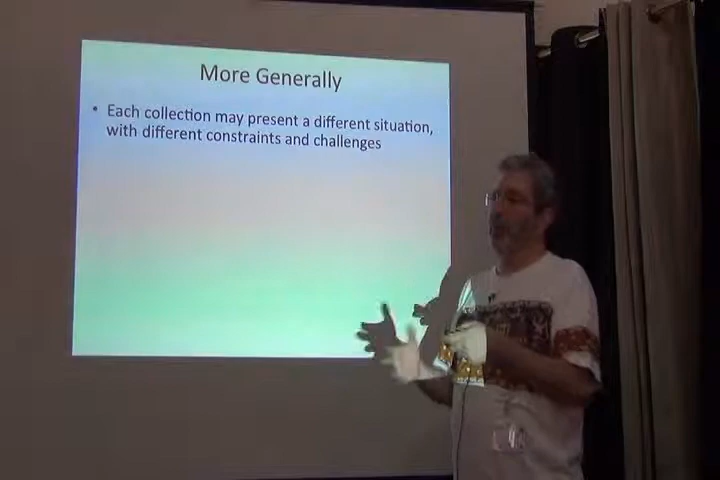 More Generally
• Each collection may present a different situation,
with different constraints and challenges